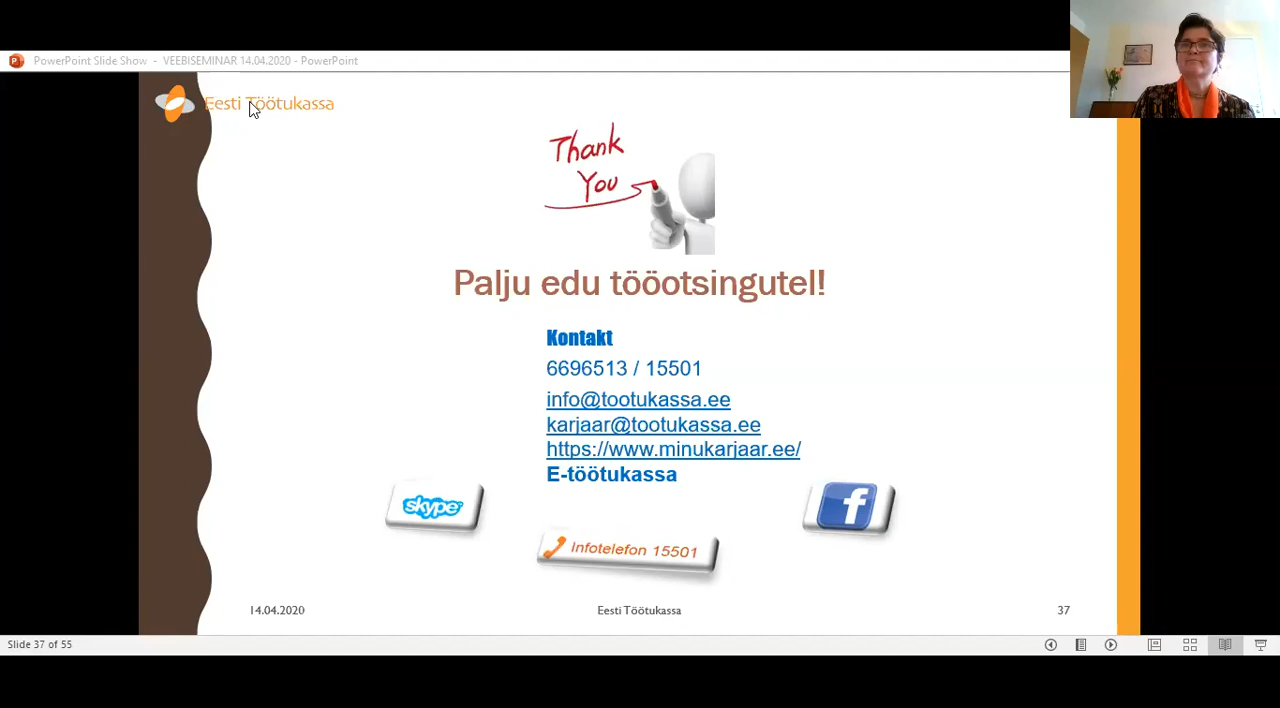 PowerPoint Slide Show - VEEBISEMINAR 14.04.2020 - PowerPoint
Eesti Töötukassa
Thank
You
Palju edu tööotsingutel!
Kontakt
6696513 / 15501
info@tootukassa.ee
karjaar@tootukassa.ee
https://www.minukarjaar.ee/
E-töötukassa
skype
f
Infotelefon 15501
14.04.2020 Eesti Töötukassa 37
Slide 37 of 55